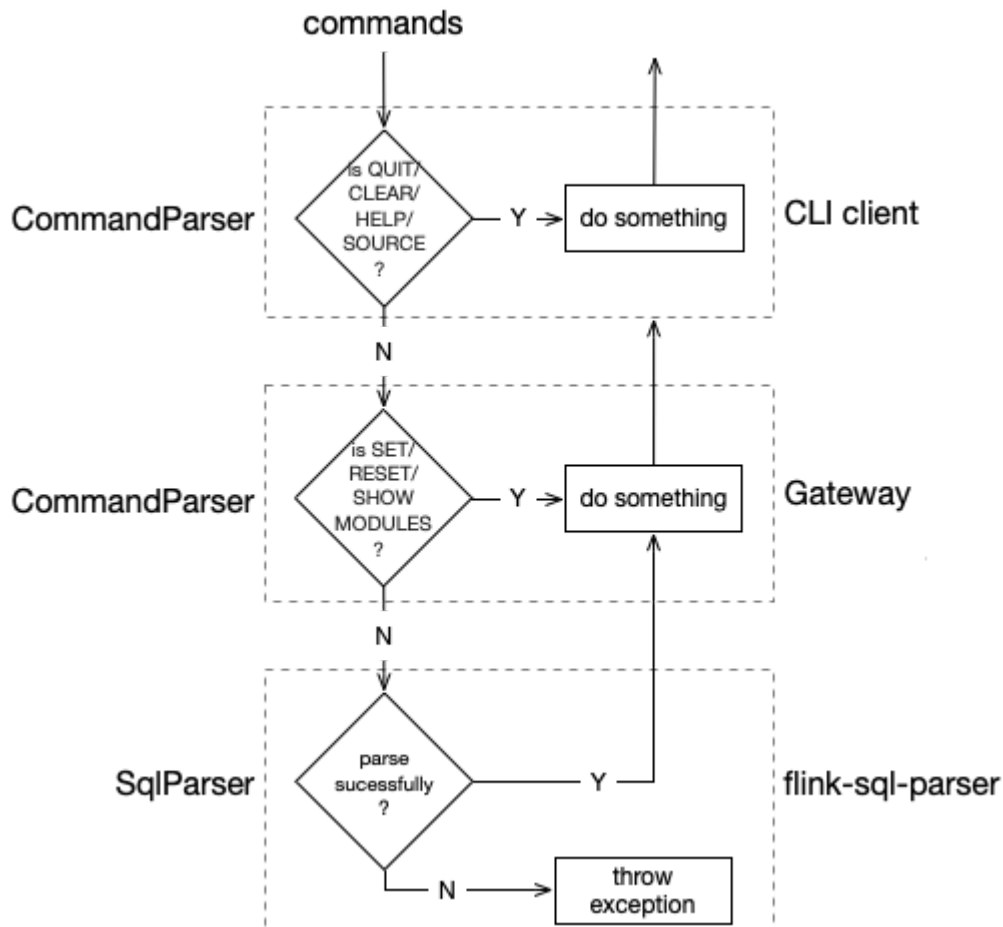 commands
CommandParser
is QUIT/
CLEAR/
HELP/
SOURCE
?
Y
do something
CLI client
N
CommandParser
is SET/
RESET/
SHOW
MODULES
?
Y
do something
Gateway
N
SqlParser
parse
sucessfully
?
Y
flink-sql-parser
N
throw
exception